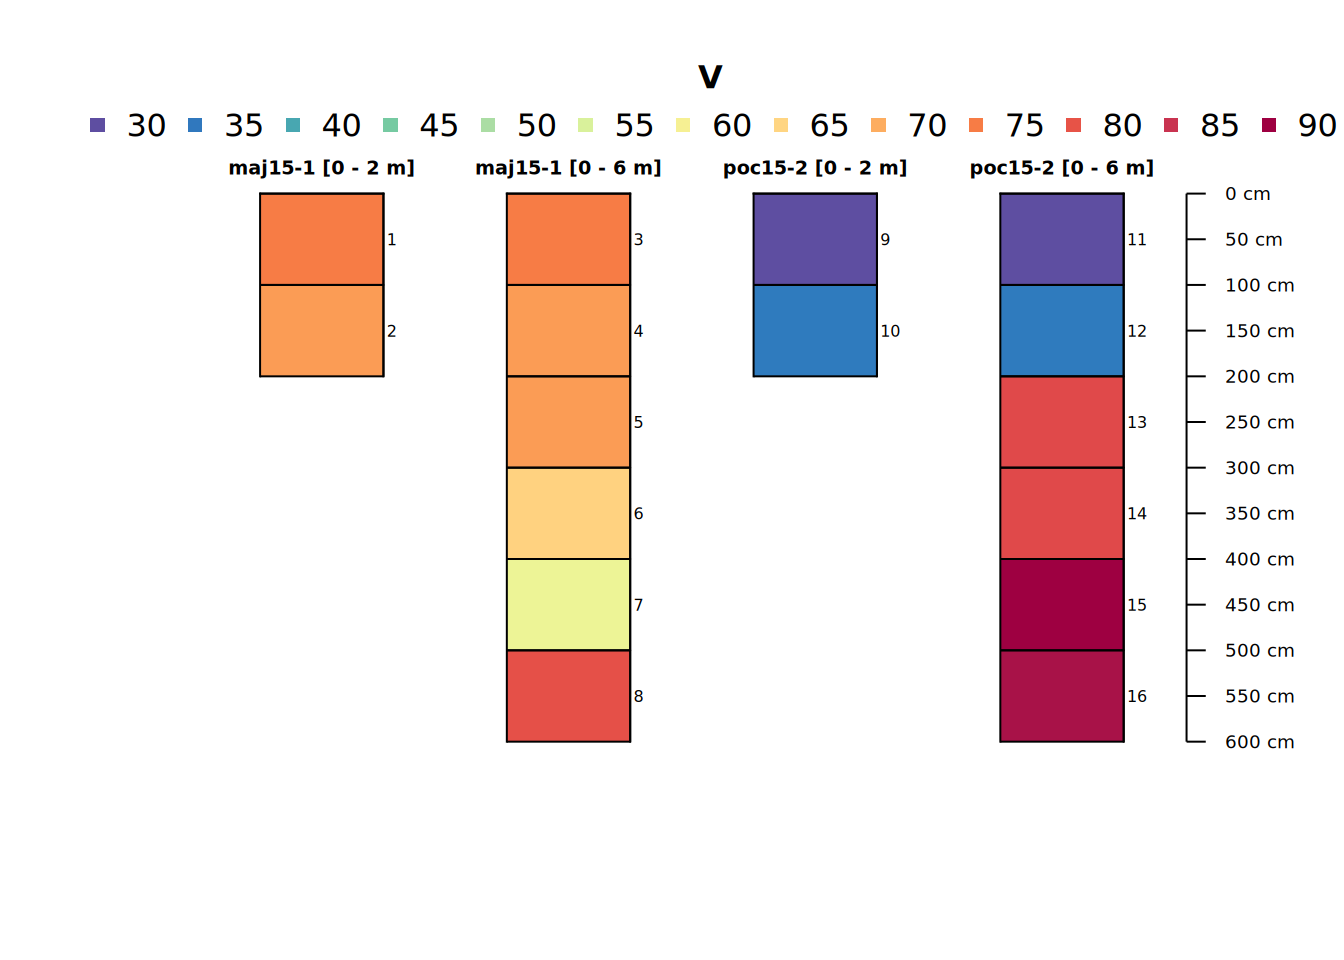 V
30 35 40 45 50 55 60 65 70 75 80 85 90
maj15-1 [0 - 2 m] maj15-1 [0 - 6 m] poc15-2 [0 - 2 m] poc15-2 [0 - 6 m]
0 cm
1 3 9 11 50 cm
100 cm
2 4 10 12 150 cm
200 cm
5 13 250 cm
300 cm
6 14 350 cm
400 cm
7 15 450 cm
500 cm
8 16 550 cm
600 cm